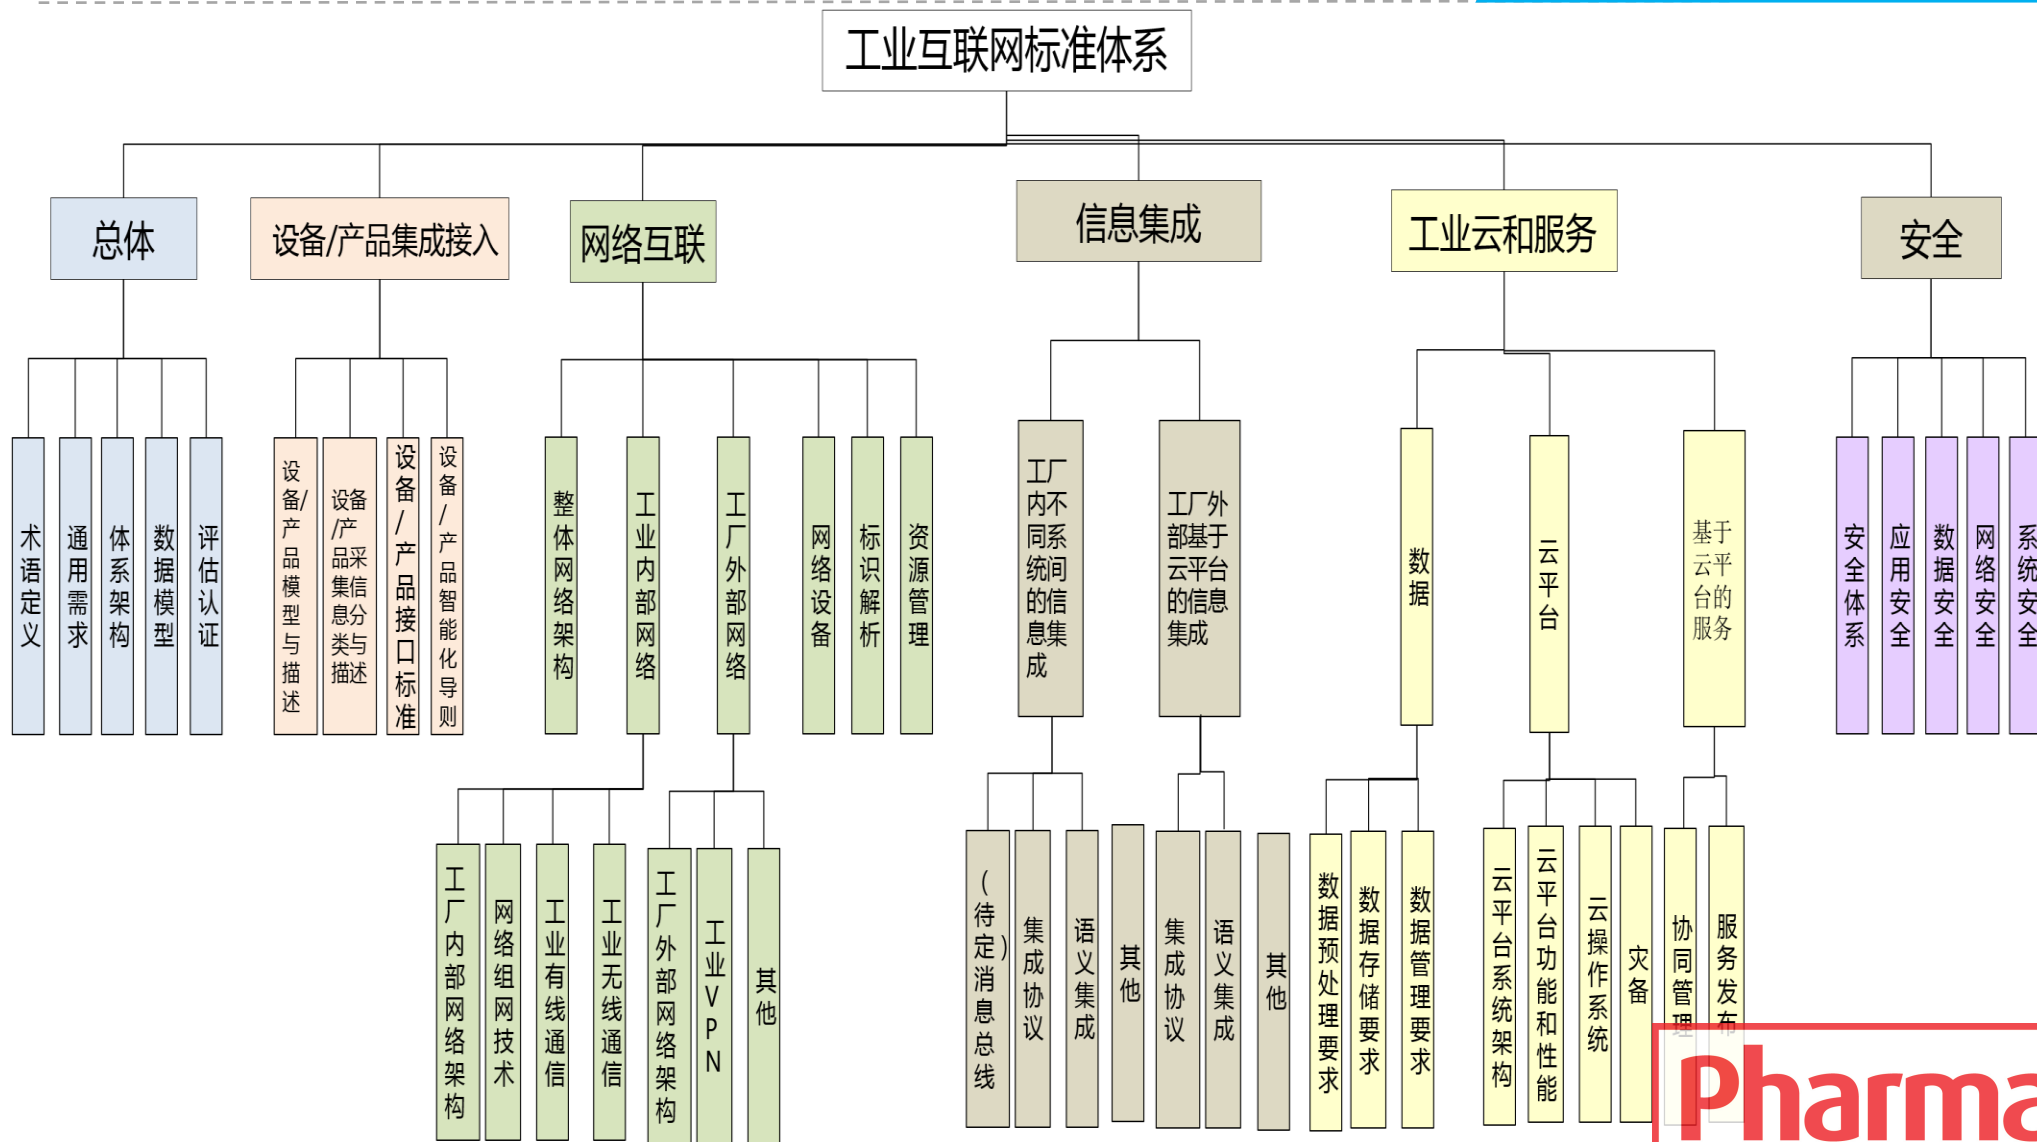 工业互联网标准体系
总体
设备/产品集成接入
网络互联
信息集成
工业云和服务
安全
术语定义
通用需求
体系架构
数据模型
评估认证
设
备/
产
品
模
型
与
描
述
设备
/产
品采
集信
息分
类与
描述
设备/产品接口标准
设备/产品智能化导则
整体网络架构
工业内部网络
工厂外部网络
网络设备
标识解析
资源管理
工厂
内不
同系
统间
的信
息集
成
工厂外
部基于
云平台
的信息
集成
数据
云平台
基于
云平
台的
服务
安全体系
应用安全
数据安全
网络安全
系统安全
工厂内部网络架构
网络组网技术
工业有线通信
工业无线通信
工厂外部网络架构
工业VPN
其他
(待定)消息总线
集成协议
语义集成
其他
集成协议
语义集成
其他
数据预处理要求
数据存储要求
数据管理要求
云平台系统架构
云平台功能和性能
云操作系统
灾备
协同管理
服务发布
Pharma